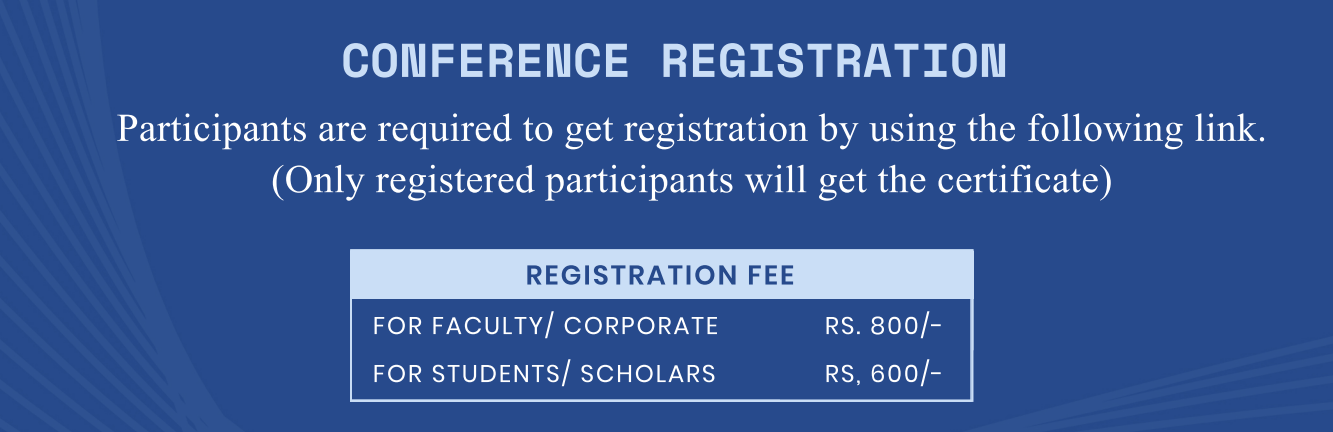 CONFERENCE REGISTRATION
Participants are required to get registration by using the following link.
(Only registered participants will get the certificate)
REGISTRATION FEE
FOR FACULTY/ CORPORATE RS. 800/-
FOR STUDENTS/ SCHOLARS RS, 600/-